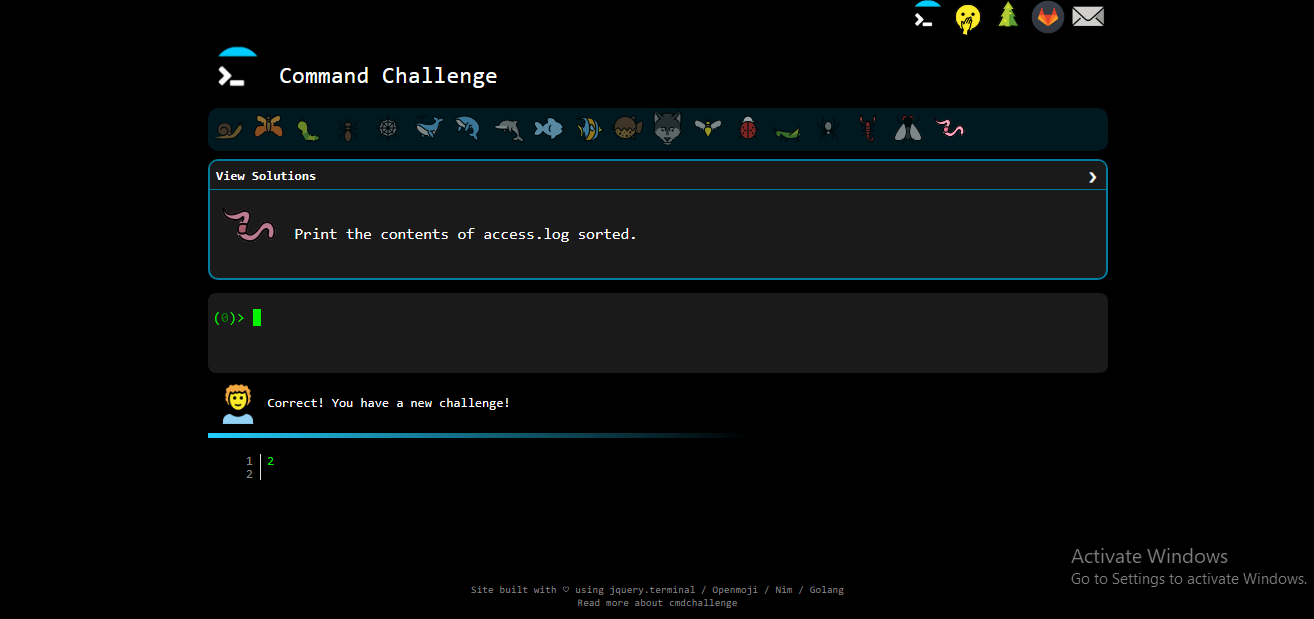 Command Challenge
View Solutions ❯
Print the contents of access.log sorted.
(0)>
Correct! You have a new challenge!
1 2
2
Activate Windows
Go to Settings to activate Windows.
Site built with ♡ using jquery.terminal / Openmoji / Nim / Golang
Read more about cmdchallenge